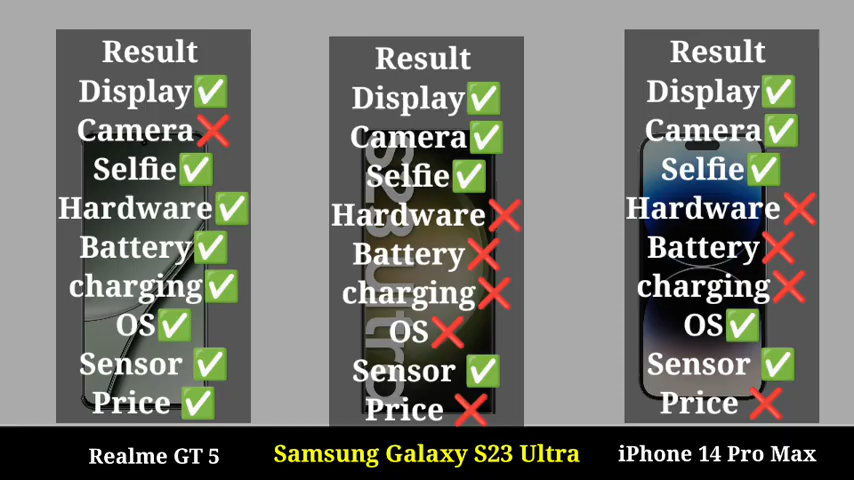 Result
Display✅
Camera❌
Selfie✅
Hardware✅
Battery✅
charging✅
OS✅
Sensor ✅
Price ✅
Realme GT 5
Result
Display✅
Camera✅
Selfie✅
Hardware❌
Battery❌
charging❌
OS❌
Sensor ✅
Price ❌
S23 Ultra
Samsung Galaxy S23 Ultra
Result
Display✅
Camera✅
Selfie✅
Hardware❌
Battery❌
charging❌
OS✅
Sensor ✅
Price ❌
iPhone 14 Pro Max